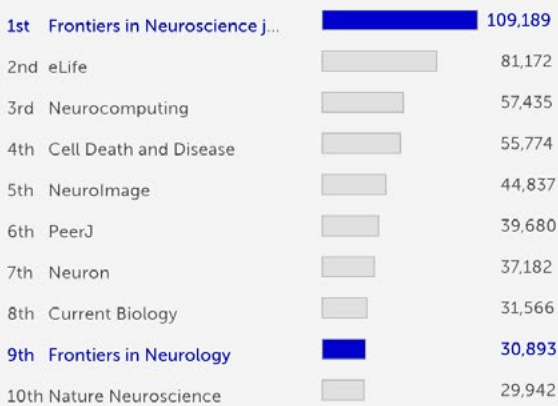 1st Frontiers in Neuroscience j... 109,189
2nd eLife 81,172
3rd Neurocomputing 57,435
4th Cell Death and Disease 55,774
5th NeuroImage 44,837
6th PeerJ 39,680
7th Neuron 37,182
8th Current Biology 31,566
9th Frontiers in Neurology 30,893
10th Nature Neuroscience 29,942